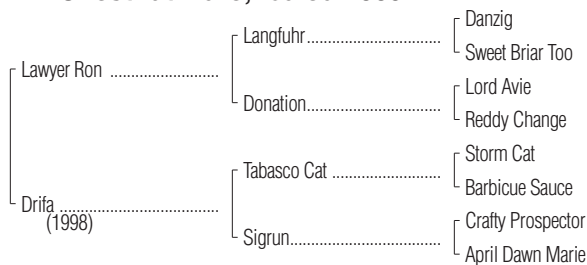 Danzig
Langfuhr
Sweet Briar Too
Lawyer Ron
Lord Avie
Donation
Reddy Change
Storm Cat
Tabasco Cat
Barbicue Sauce
Drifa
(1998)
Crafty Prospector
Sigrun
April Dawn Marie